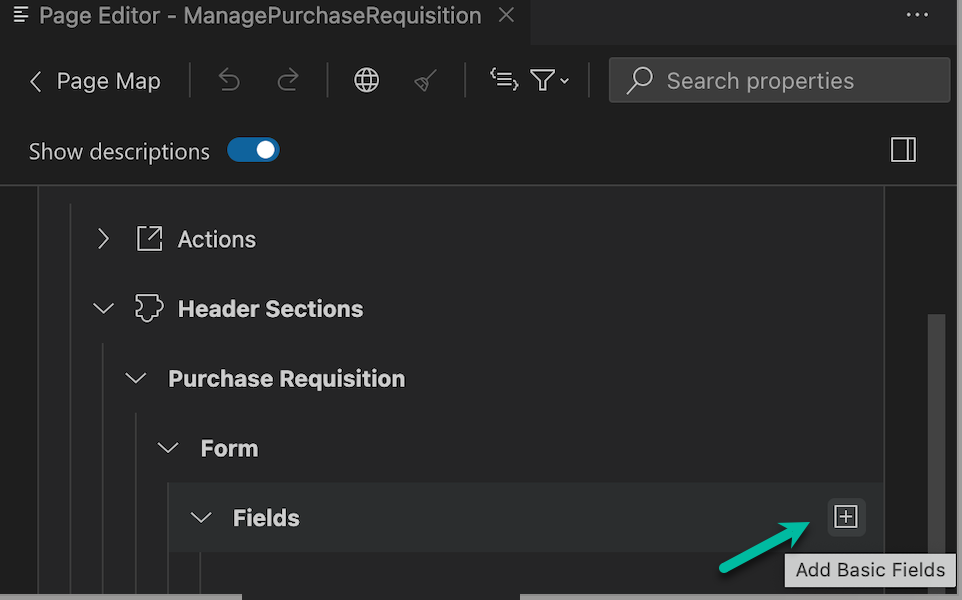 Page Editor - ManagePurchaseRequisition
Page Map
Search properties
Show descriptions
Actions
Header Sections
Purchase Requisition
Form
Fields
Add Basic Fields